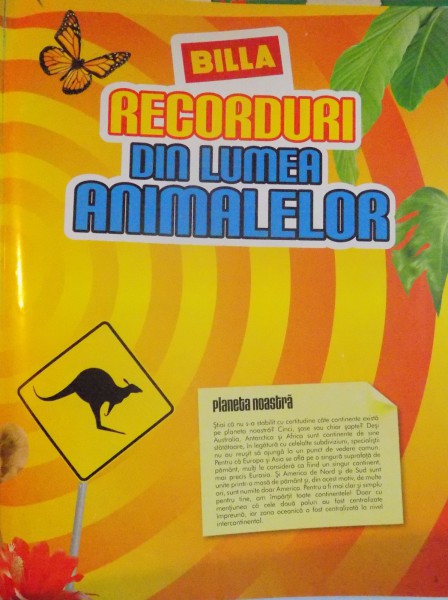 BILLA
RECORDURI
DIN LUMEA
ANIMALELOR
planeta noastră
Știai că nu s-a stabilit cu certitudine câte continente există
pe planeta noastră? Cinci, șase sau chiar șapte? Deși
Australia, Antarctica și Africa sunt continente de sine
stătătoare, în legătură cu celelalte subdiviziuni, specialiștii
nu au reușit să ajungă la un punct de vedere comun.
Pentru că Europa și Asia se află pe o singură suprafață de
pământ, mulți le consideră ca fiind un singur continent,
mai precis Eurasia. Și America de Nord și de Sud sunt
unite printr-o masă de pământ și, din acest motiv, de multe
ori, sunt numite doar America. Pentru a fi mai clar și simplu
pentru tine, am împărțit toate continentele! Doar cu
mențiunea că cele două poluri au fost centralizate
împreună, iar zona oceanică a fost centralizată la nivel
intercontinental.